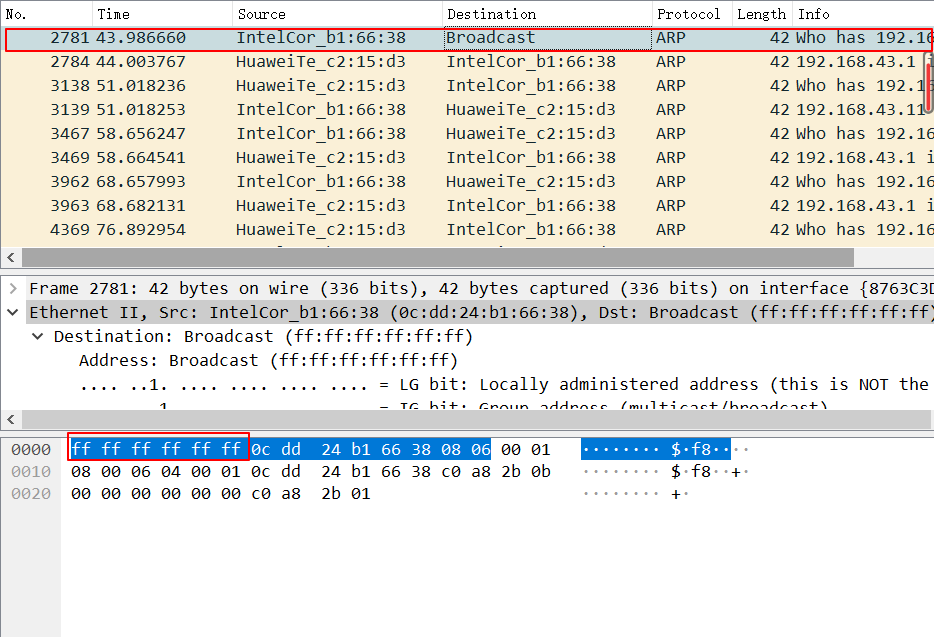 No. Time Source Destination Protocol Length Info
2781 43.986660 IntelCor_b1:66:38 Broadcast ARP 42 Who has 192.16
2784 44.003767 HuaweiTe_c2:15:d3 IntelCor_b1:66:38 ARP 42 192.168.43.1 i
3138 51.018236 HuaweiTe_c2:15:d3 IntelCor_b1:66:38 ARP 42 Who has 192.16
3139 51.018253 IntelCor_b1:66:38 HuaweiTe_c2:15:d3 ARP 42 192.168.43.11
3467 58.656247 IntelCor_b1:66:38 HuaweiTe_c2:15:d3 ARP 42 Who has 192.16
3469 58.664541 HuaweiTe_c2:15:d3 IntelCor_b1:66:38 ARP 42 192.168.43.1 i
3962 68.657993 IntelCor_b1:66:38 HuaweiTe_c2:15:d3 ARP 42 Who has 192.16
3963 68.682131 HuaweiTe_c2:15:d3 IntelCor_b1:66:38 ARP 42 192.168.43.1 i
4369 76.892954 HuaweiTe_c2:15:d3 IntelCor_b1:66:38 ARP 42 Who has 192.16
Frame 2781: 42 bytes on wire (336 bits), 42 bytes captured (336 bits) on interface {8763C3D
Ethernet II, Src: IntelCor_b1:66:38 (0c:dd:24:b1:66:38), Dst: Broadcast (ff:ff:ff:ff:ff:ff)
Destination: Broadcast (ff:ff:ff:ff:ff:ff)
Address: Broadcast (ff:ff:ff:ff:ff:ff)
.... ..1. .... .... .... .... = LG bit: Locally administered address (this is NOT the
.... ...1 .... .... .... .... = IG bit: Group address (multicast/broadcast)
0000 ff ff ff ff ff ff 0c dd 24 b1 66 38 08 06 00 01 ········ $·f8····
0010 08 00 06 04 00 01 0c dd 24 b1 66 38 c0 a8 2b 0b ········ $·f8··+·
0020 00 00 00 00 00 00 c0 a8 2b 01 ········ +·